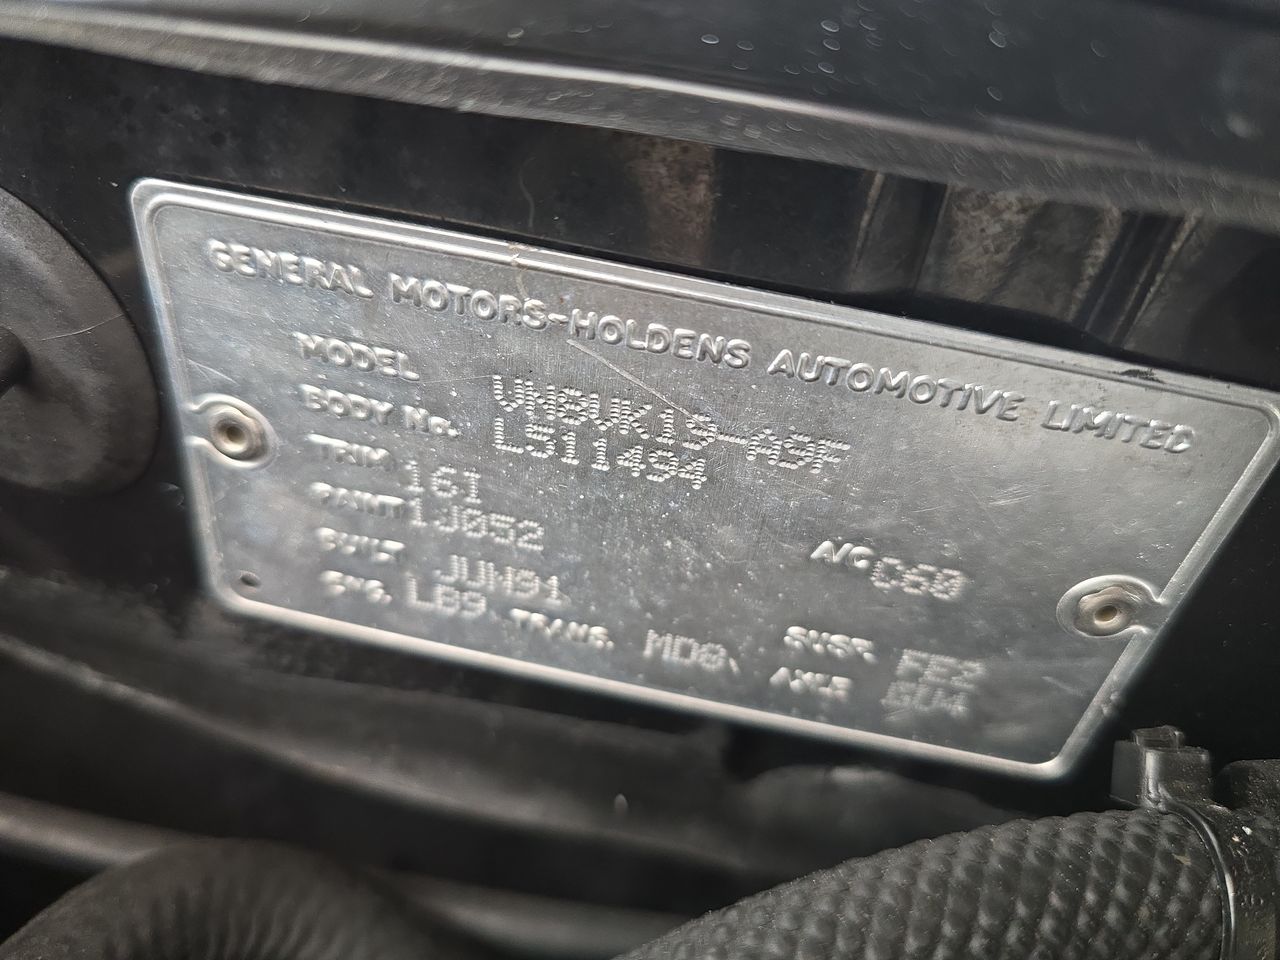 GENERAL MOTORS-HOLDENS AUTOMOTIVE LIMITED
MODEL VN8VK19-A9F
BODY No. L511494
TRIM 16I
PAINT 1J052 A/C C60
BUILT JUN91 SUSP. FE2
ENG. LB9 TRANS. MD8 AXLE GU4